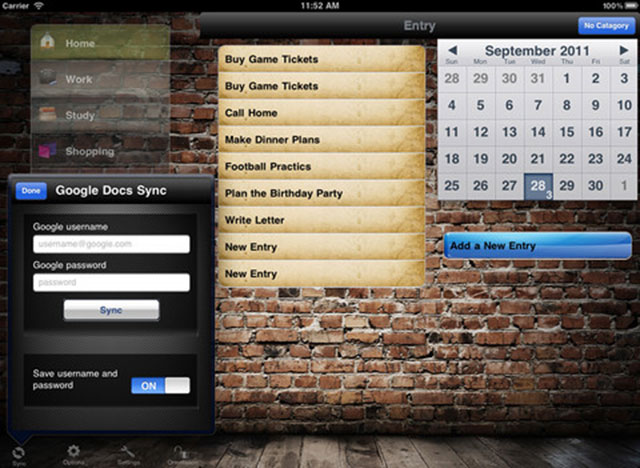 Carrier
11:52 AM
100%
Entry
No Catagory
Home
Work
Study
Shopping
Buy Game Tickets
Buy Game Tickets
Call Home
Make Dinner Plans
Football Practics
Plan the Birthday Party
Write Letter
New Entry
New Entry
September 2011
Sun Mon Tue Wed Thu Fri Sat
28 29 30 31 1 2 3
4 5 6 7 8 9 10
11 12 13 14 15 16 17
18 19 20 21 22 23 24
25 26 27 28 29 30 1
3
Add a New Entry
Done
Google Docs Sync
Google username
username@google.com
Google password
password
Sync
Save username and
password
ON
Sync
Options
Settings